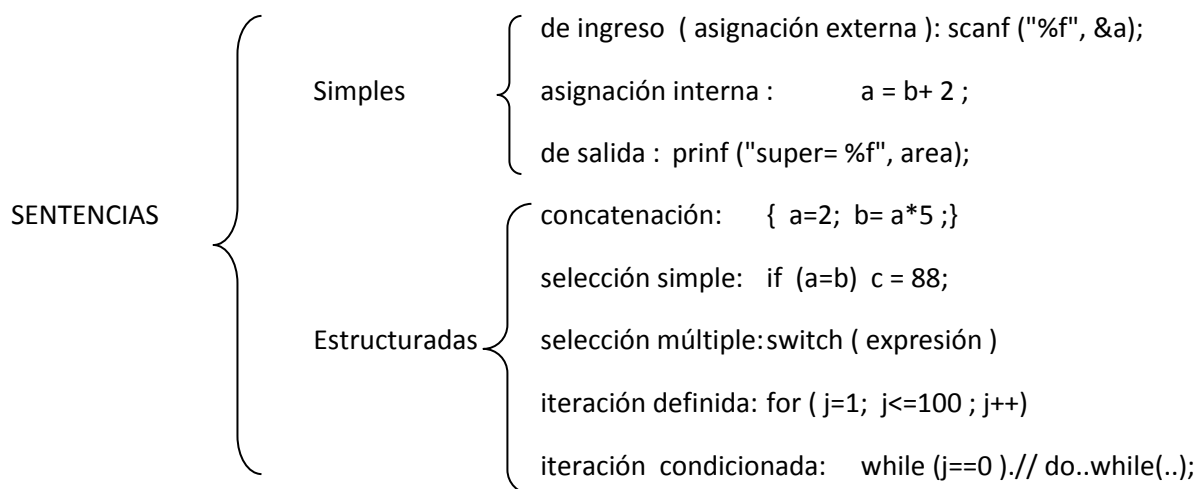 de ingreso ( asignación externa ): scanf ("%f", &a);
Simples asignación interna : a = b+ 2 ;
de salida : prinf ("super= %f", area);
SENTENCIAS concatenación: { a=2; b= a*5 ;}
selección simple: if (a=b) c = 88;
Estructuradas selección múltiple: switch ( expresión )
iteración definida: for ( j=1; j<=100 ; j++)
iteración condicionada: while (j==0 ).// do..while(..);